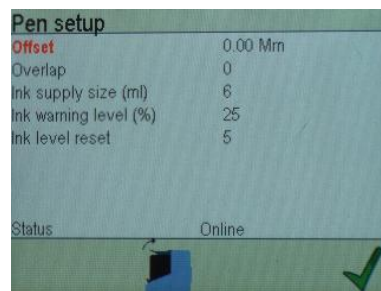 Pen setup
Offset 0.00 Mm
Overlap 0
Ink supply size (ml) 6
Ink warning level (%) 25
Ink level reset 5
Status Online